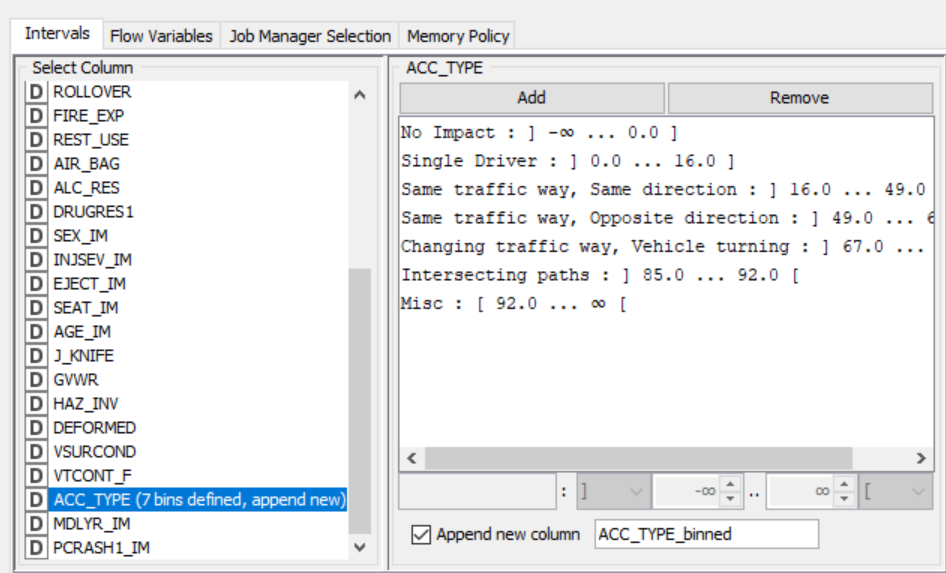 Intervals Flow Variables Job Manager Selection Memory Policy
Select Column
D ROLLOVER
D FIRE_EXP
D REST_USE
D AIR_BAG
D ALC_RES
D DRUGRES1
D SEX_IM
D INJSEV_IM
D EJECT_IM
D SEAT_IM
D AGE_IM
D J_KNIFE
D GVWR
D HAZ_INV
D DEFORMED
D VSURCOND
D VTCONT_F
D ACC_TYPE (7 bins defined, append new)
D MDLYR_IM
D PCRASH1_IM
ACC_TYPE
Add Remove
No Impact : ] -∞ ... 0.0 ]
Single Driver : ] 0.0 ... 16.0 ]
Same traffic way, Same direction : ] 16.0 ... 49.0
Same traffic way, Opposite direction : ] 49.0 ... 6
Changing traffic way, Vehicle turning : ] 67.0 ...
Intersecting paths : ] 85.0 ... 92.0 [
Misc : [ 92.0 ... ∞ [
: ] -∞ .. ∞ [
Append new column ACC_TYPE_binned